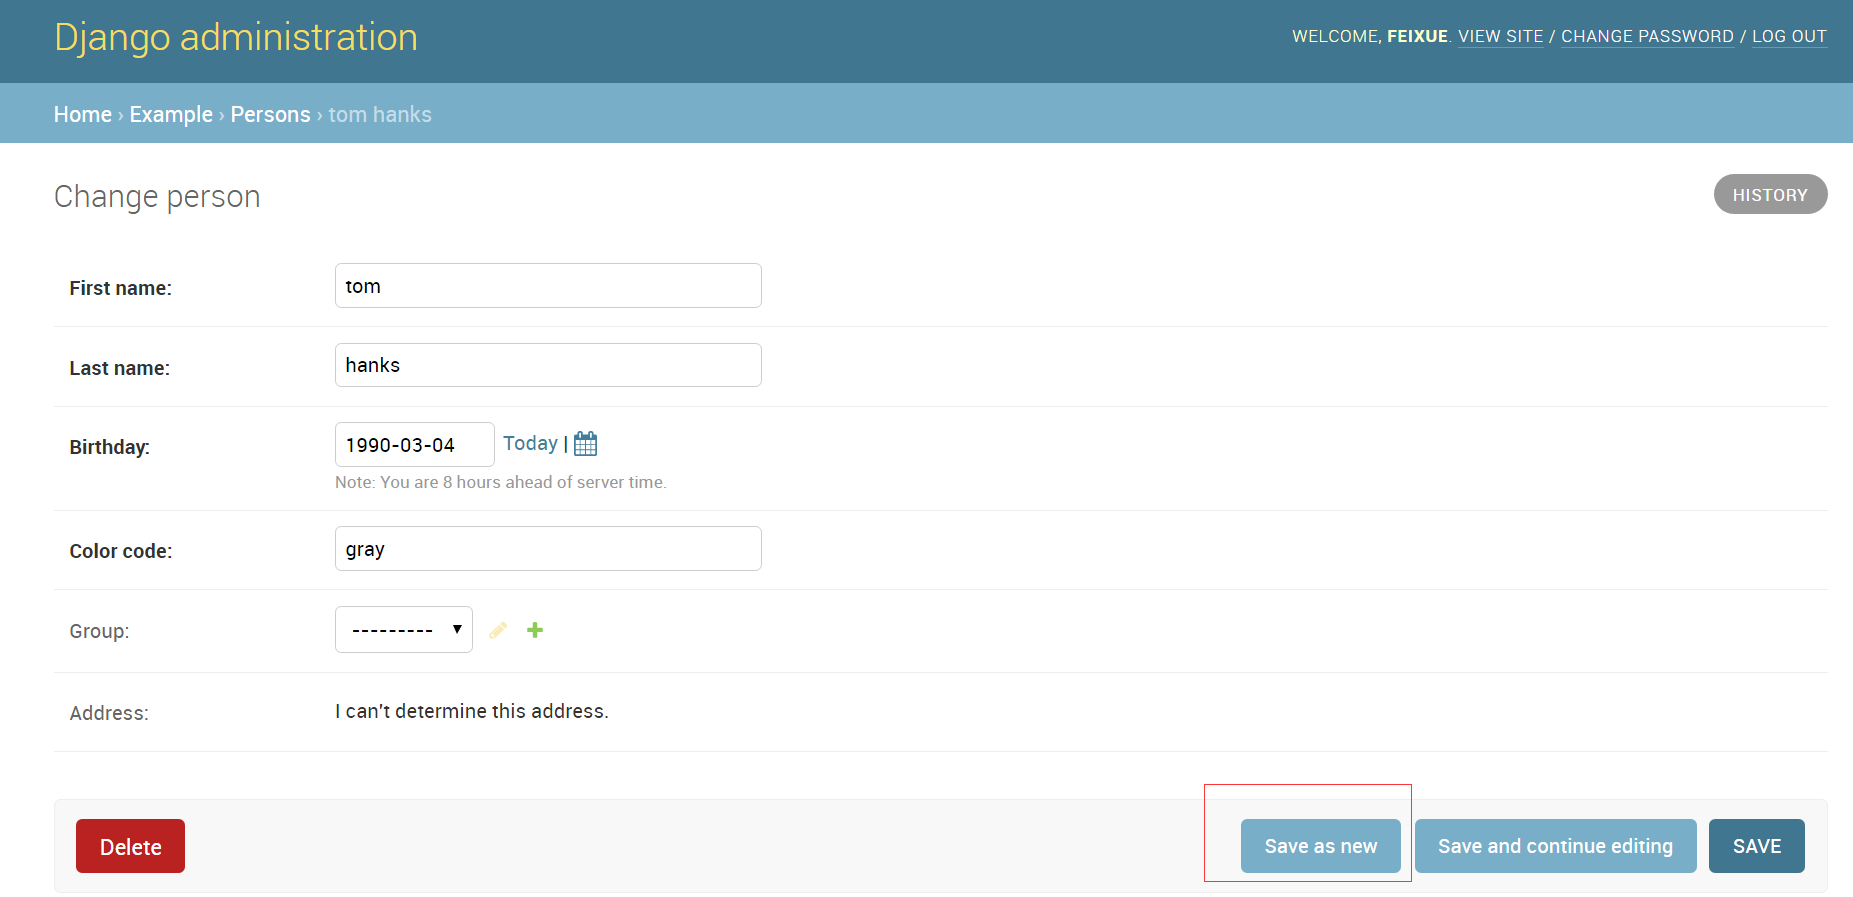 Django administration
WELCOME, FEIXUE. VIEW SITE / CHANGE PASSWORD / LOG OUT
Home › Example › Persons › tom hanks
Change person
HISTORY
First name: tom
Last name: hanks
Birthday: 1990-03-04 Today |
Note: You are 8 hours ahead of server time.
Color code: gray
Group: ---------
Address: I can't determine this address.
Delete Save as new Save and continue editing SAVE